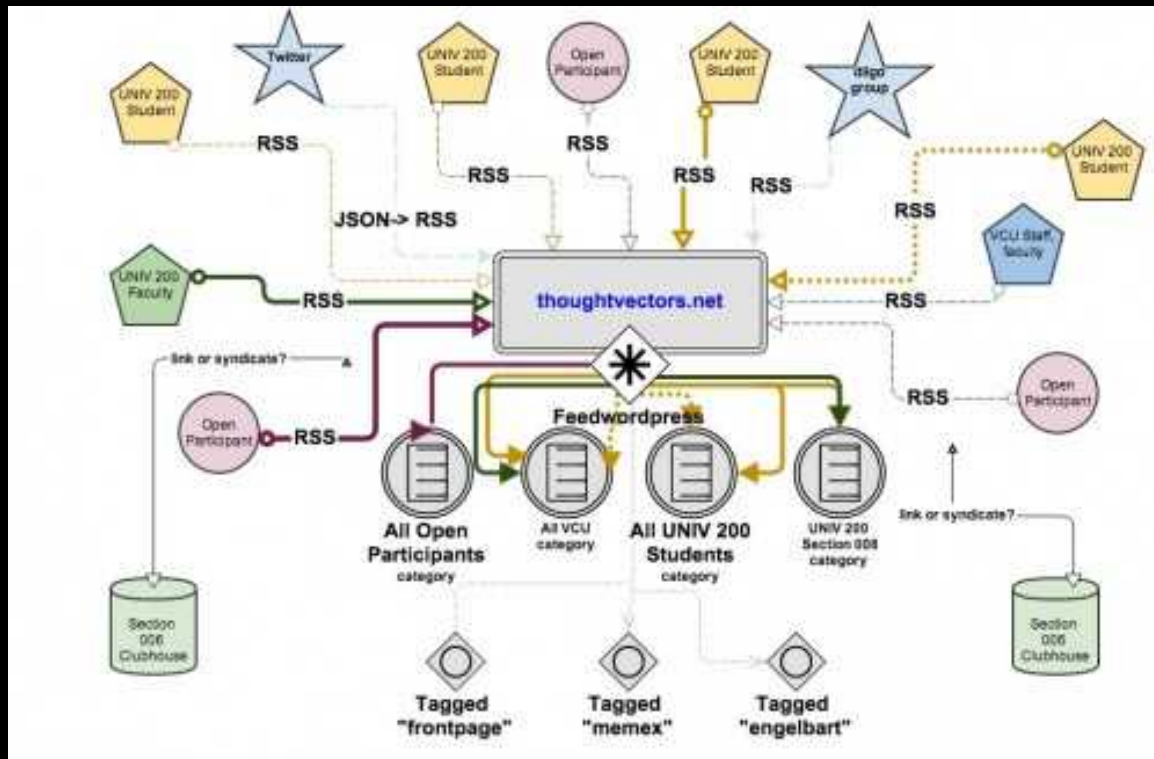 Twitter
UNIV 200
Student
Open
Participant
UNIV 200
Student
diigo
group
UNIV 200
Student
RSS
RSS
RSS
RSS
RSS
UNIV 200
Student
JSON-> RSS
RSS
UNIV 200
Faculty
VCU Staff,
faculty
RSS
thoughtvectors.net
RSS
link or syndicate?
Open
Participant
RSS
Feedwordpress
RSS
Open
Participant
All Open
Participants
category
All VCU
category
All UNIV 200
Students
category
UNIV 200
Section 008
category
link or syndicate?
Section
006
Clubhouse
Section
006
Clubhouse
Tagged
"frontpage"
Tagged
"memex"
Tagged
"engelbart"